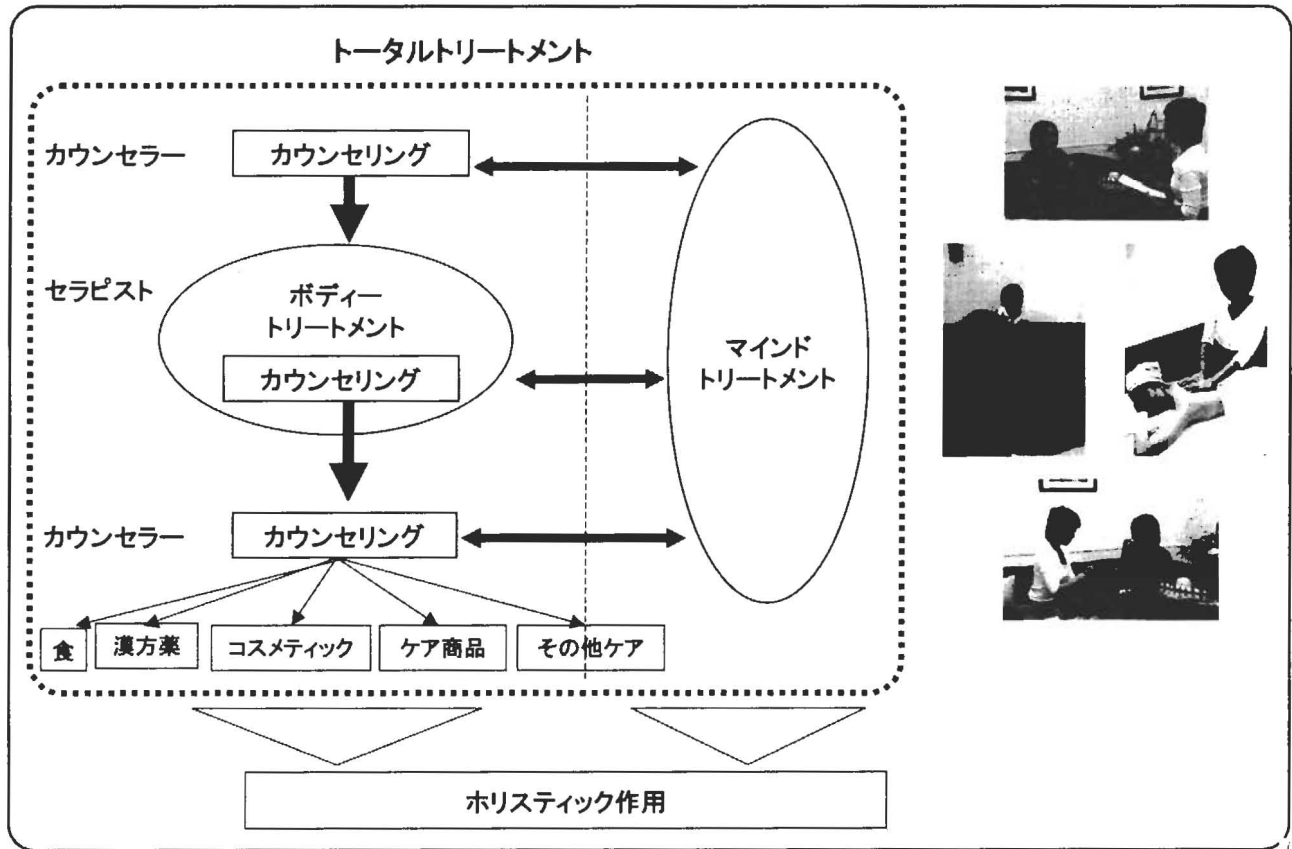 トータルトリートメント
カウンセラー
カウンセリング
セラピスト
ボディー
トリートメント
カウンセリング
マインド
トリートメント
カウンセラー
カウンセリング
食
漢方薬
コスメティック
ケア商品
その他ケア
ホリスティック作用